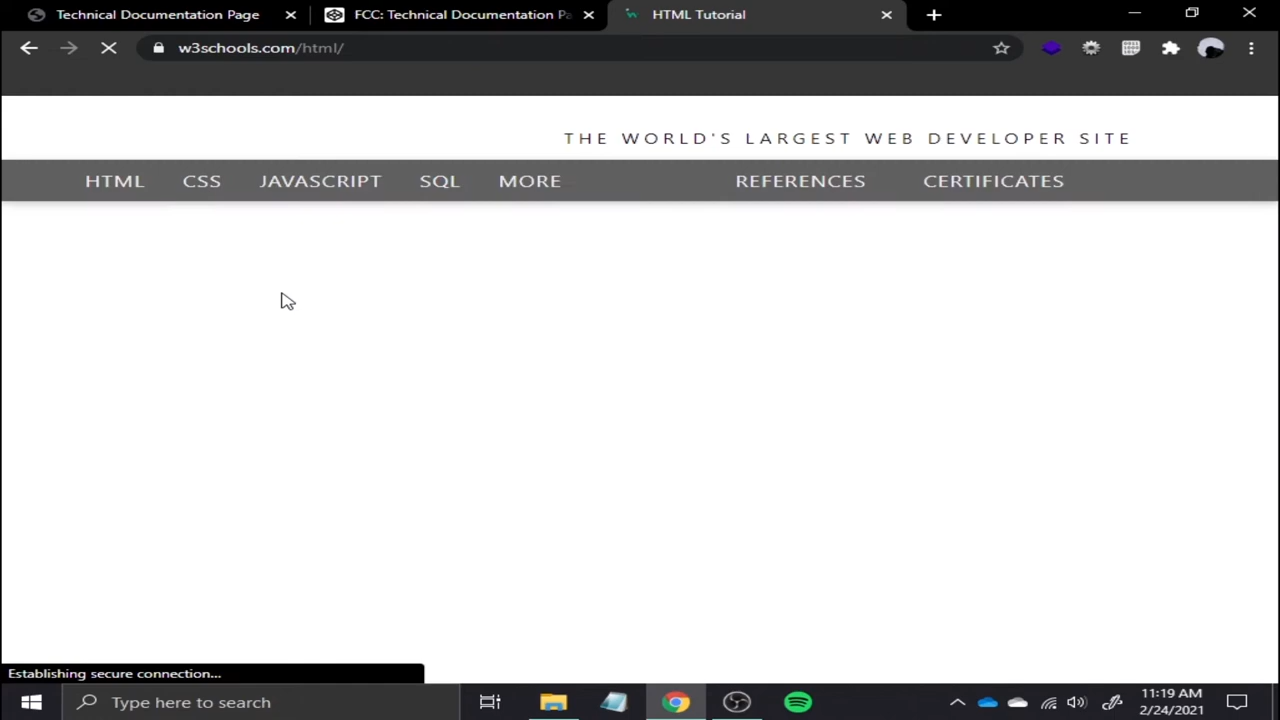 Technical Documentation Page
FCC: Technical Documentation Pa
HTML Tutorial
w3schools.com/html/
THE WORLD'S LARGEST WEB DEVELOPER SITE
HTML CSS JAVASCRIPT SQL MORE REFERENCES CERTIFICATES
Establishing secure connection...
Type here to search
11:19 AM
2/24/2021